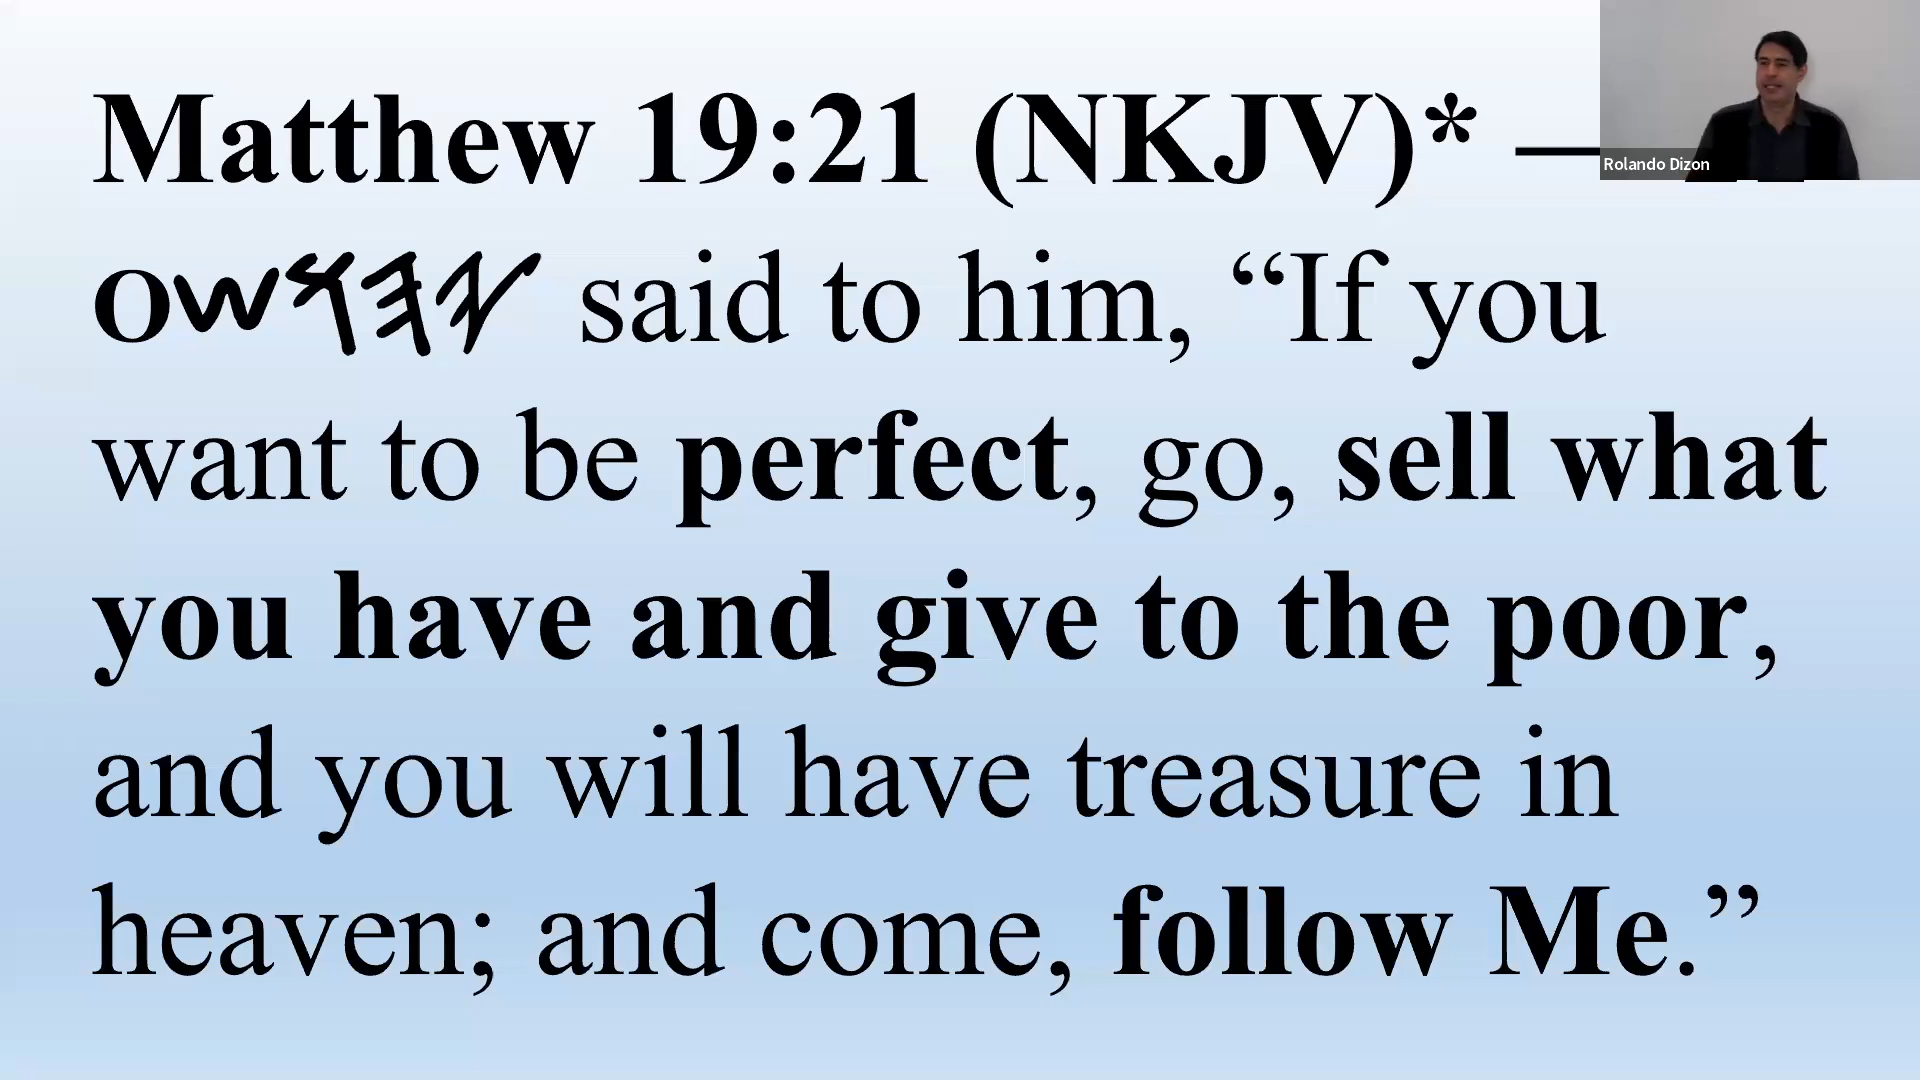 Matthew 19:21 (NKJV)* —
𐤉𐤄𐤅𐤔𐤏 said to him, “If you
want to be perfect, go, sell what
you have and give to the poor,
and you will have treasure in
heaven; and come, follow Me.”
Rolando Dizon